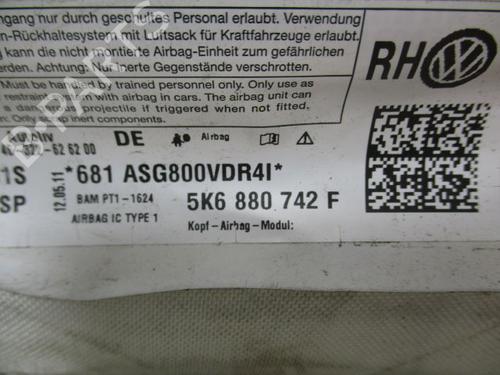 gang nur durch geschultes Personal erlaubt. Verwendung
n-Rückhaltesystem mit Luftsack für Kraftfahrzeuge erlaubt.
kann die nicht montierte Airbag-Einheit zum
erden. Achtung: Nur inerte Gegenstände verschrotten.
Must be handled by trained personnel only. Use only as
restraint system with airbag in cars. The airbag unit can
a projectile if triggered when not fitted.
Only scrap inert components.
RH
DE Airbag
1S *681 ASG800VDR4I*
SP 12.05.11 BAM PT1-1624 5K6 880 742 F
AIRBAG IC TYPE 1 Kopf-Airbag-Modul: